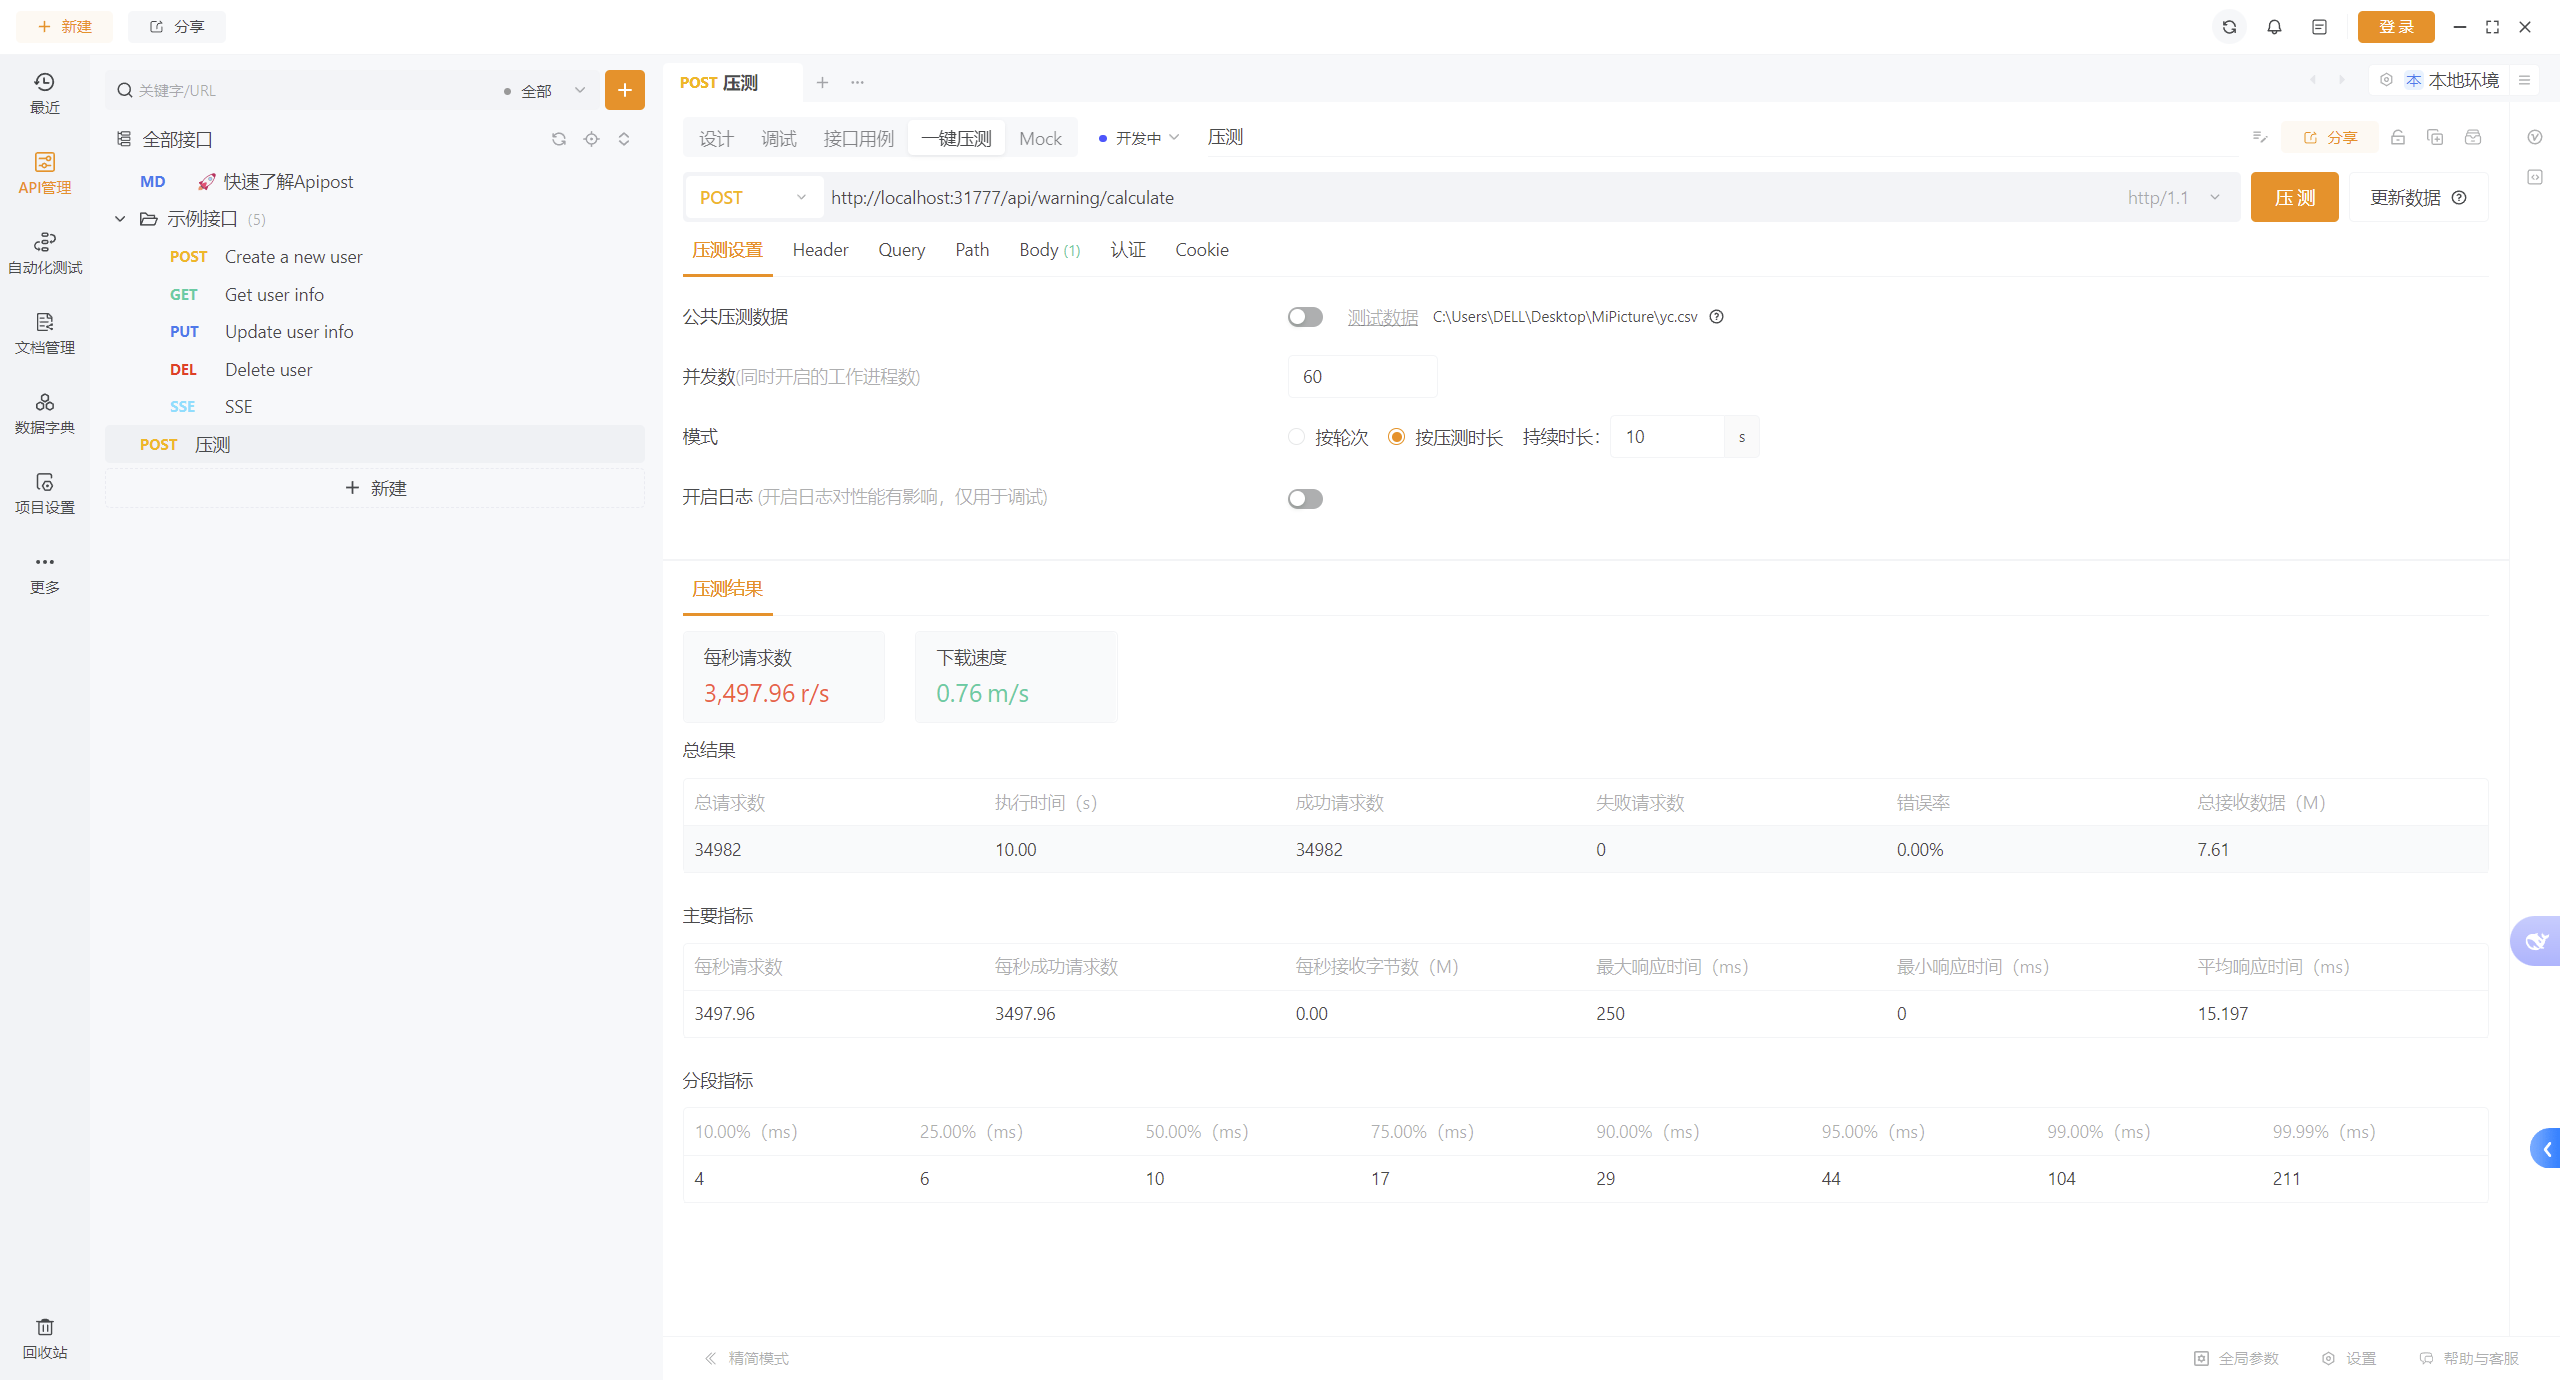 新建
分享
登 录
最近
API管理
自动化测试
文档管理
数据字典
项目设置
更多
回收站
关键字/URL
全部
全部接口
MD 🚀 快速了解Apipost
示例接口 (5)
POST Create a new user
GET Get user info
PUT Update user info
DEL Delete user
SSE SSE
POST 压测
新建
POST 压测
本 本地环境
设计 调试 接口用例 一键压测 Mock 开发中 压测
分享
POST http://localhost:31777/api/warning/calculate http/1.1
压 测
更新数据
压测设置 Header Query Path Body (1) 认证 Cookie
公共压测数据 测试数据 C:\Users\DELL\Desktop\MiPicture\yc.csv
并发数(同时开启的工作进程数) 60
模式 按轮次 按压测时长 持续时长： 10 s
开启日志 (开启日志对性能有影响，仅用于调试)
压测结果
每秒请求数 下载速度
3,497.96 r/s 0.76 m/s
总结果
总请求数 执行时间（s） 成功请求数 失败请求数 错误率 总接收数据（M）
34982 10.00 34982 0 0.00% 7.61
主要指标
每秒请求数 每秒成功请求数 每秒接收字节数（M） 最大响应时间（ms） 最小响应时间（ms） 平均响应时间（ms）
3497.96 3497.96 0.00 250 0 15.197
分段指标
10.00%（ms） 25.00%（ms） 50.00%（ms） 75.00%（ms） 90.00%（ms） 95.00%（ms） 99.00%（ms） 99.99%（ms）
4 6 10 17 29 44 104 211
精简模式
全局参数 设置 帮助与客服